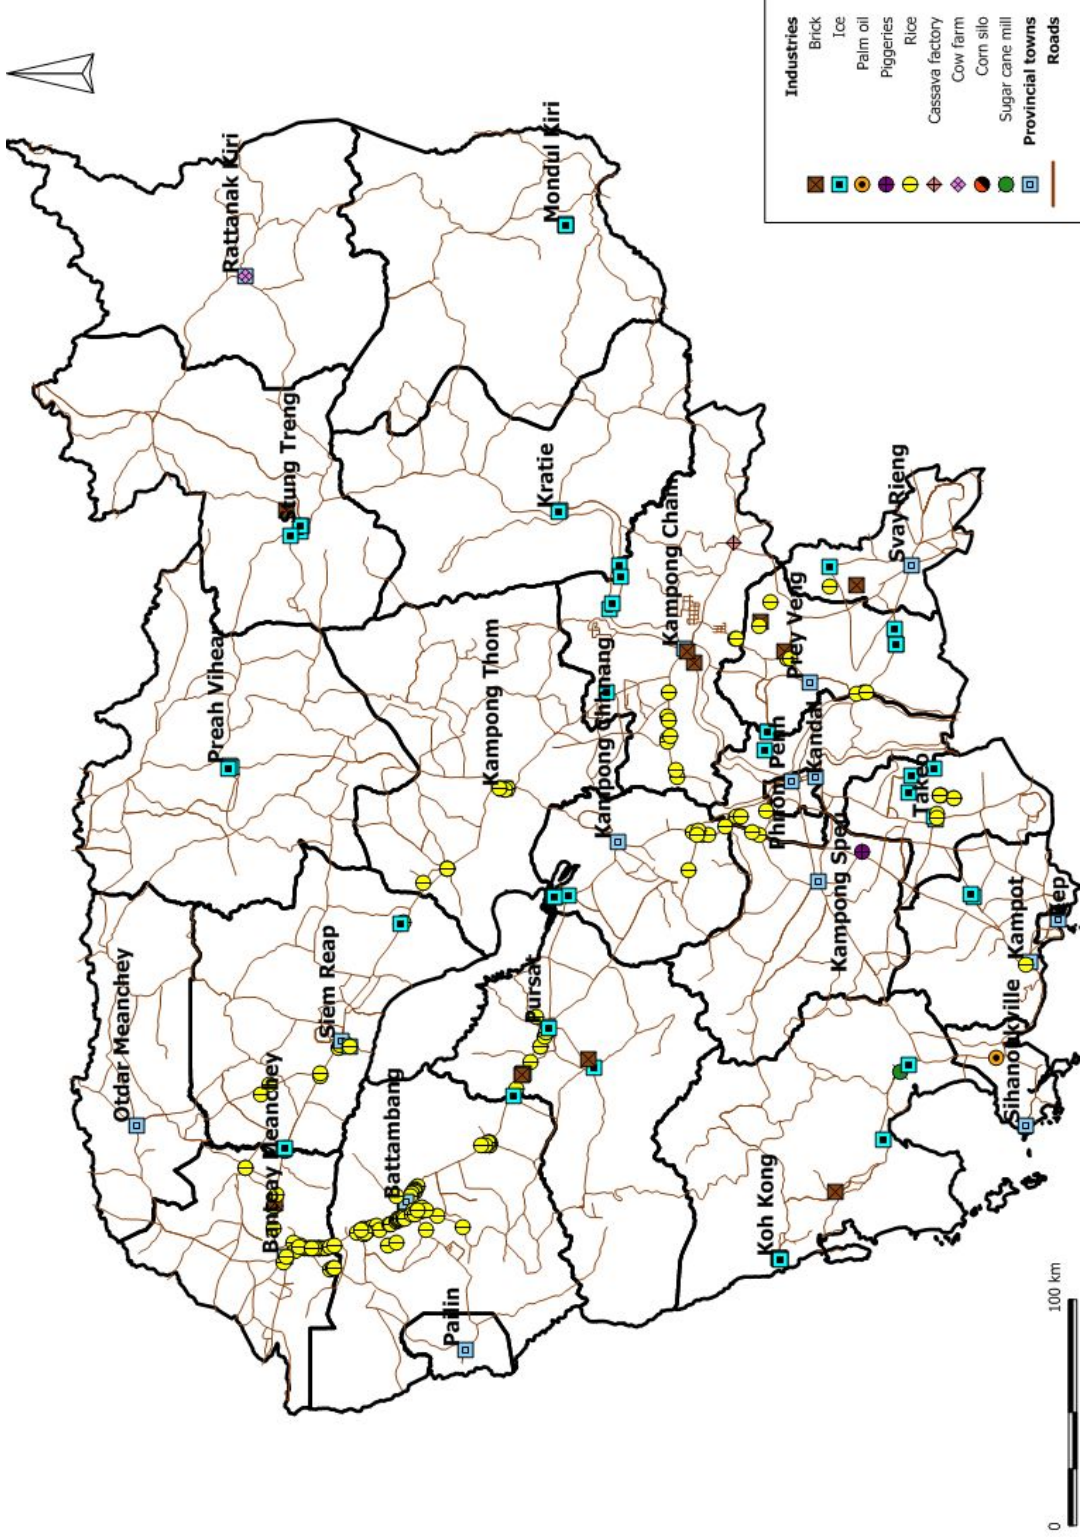 Otdar Meanchey
Preah Vihear
Stung Treng
Rattanak Kiri
Banteay Meanchey
Siem Reap
Battambang
Pailin
Kampong Thom
Kratie
Mondul Kiri
Pursat
Kampong Chhnang
Kampong Cham
Koh Kong
Kampong Speu
Phnom Penh
Kandal
Prey Veng
Svay Rieng
Takeo
Sihanoukville
Kampot
Kep
Industries
Brick
Ice
Palm oil
Piggeries
Rice
Cassava factory
Cow farm
Corn silo
Sugar cane mill
Provincial towns
Roads
0
100 km